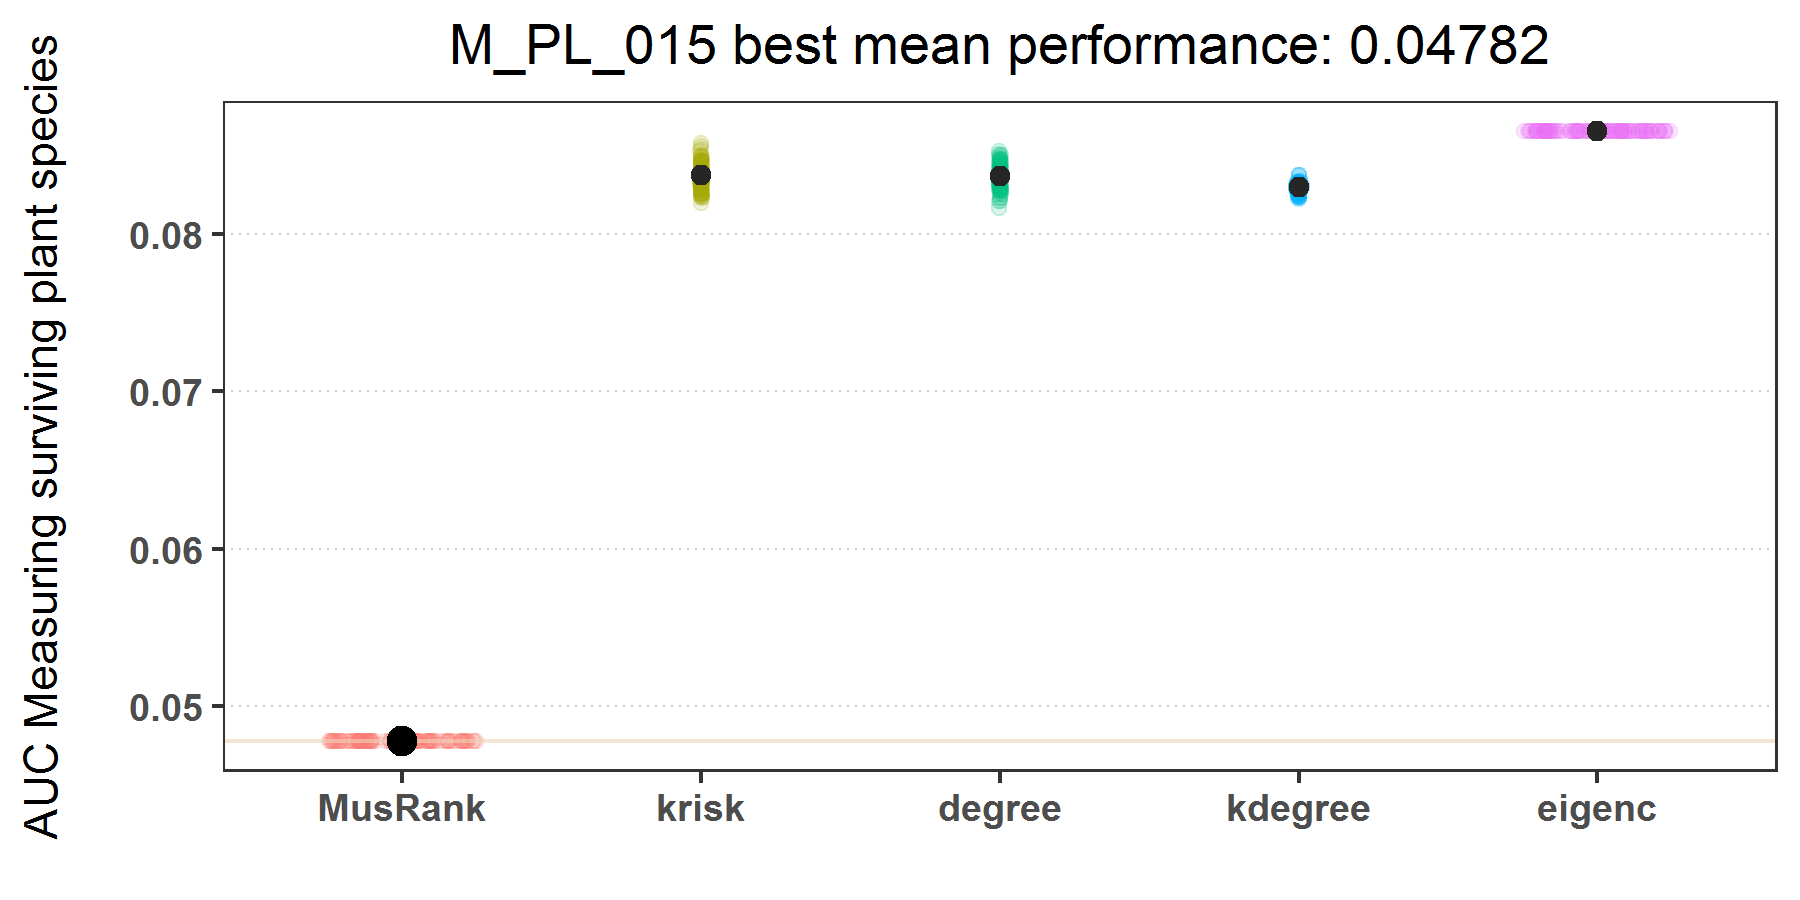 M_PL_015 best mean performance: 0.04782
AUC Measuring surviving plant species
0.08
0.07
0.06
0.05
MusRank krisk degree kdegree eigenc